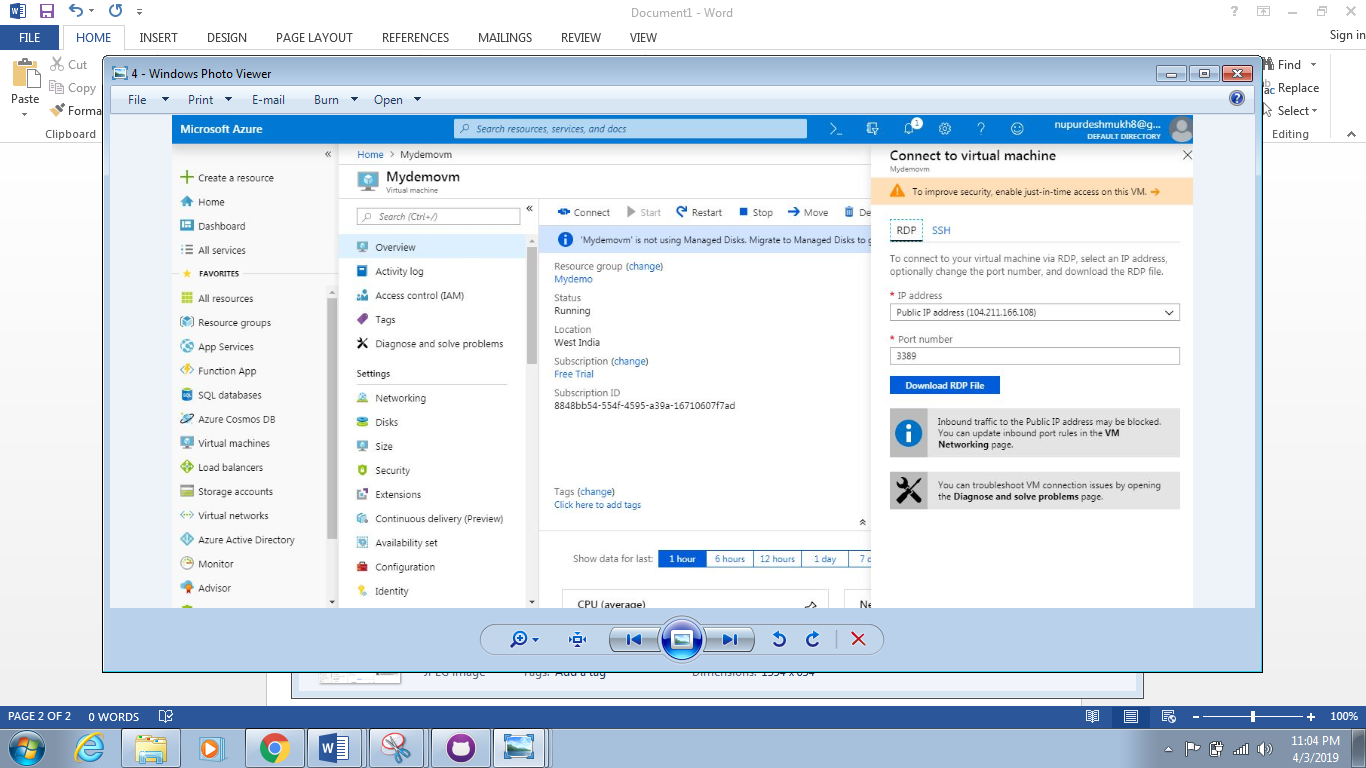 Document1 - Word
FILE HOME INSERT DESIGN PAGE LAYOUT REFERENCES MAILINGS REVIEW VIEW
Sign in
Cut
Copy
Forma
Paste
Clipboard
Find
Replace
Select
Editing
4 - Windows Photo Viewer
File Print E-mail Burn Open
Microsoft Azure
Search resources, services, and docs
1
nupurdeshmukh8@g...
DEFAULT DIRECTORY
Create a resource
Home
Dashboard
All services
FAVORITES
All resources
Resource groups
App Services
Function App
SQL databases
Azure Cosmos DB
Virtual machines
Load balancers
Storage accounts
Virtual networks
Azure Active Directory
Monitor
Advisor
Home > Mydemovm
Mydemovm
Virtual machine
Search (Ctrl+/)
Overview
Activity log
Access control (IAM)
Tags
Diagnose and solve problems
Settings
Networking
Disks
Size
Security
Extensions
Continuous delivery (Preview)
Availability set
Configuration
Identity
Connect Start Restart Stop Move De
'Mydemovm' is not using Managed Disks. Migrate to Managed Disks to g
Resource group (change)
Mydemo
Status
Running
Location
West India
Subscription (change)
Free Trial
Subscription ID
8848bb54-554f-4595-a39a-16710607f7ad
Tags (change)
Click here to add tags
Show data for last: 1 hour 6 hours 12 hours 1 day 7 d
CPU (average)
Ne
Connect to virtual machine
Mydemovm
To improve security, enable just-in-time access on this VM. →
RDP SSH
To connect to your virtual machine via RDP, select an IP address,
optionally change the port number, and download the RDP file.
* IP address
Public IP address (104.211.166.108)
* Port number
3389
Download RDP File
Inbound traffic to the Public IP address may be blocked.
You can update inbound port rules in the VM
Networking page.
You can troubleshoot VM connection issues by opening
the Diagnose and solve problems page.
PAGE 2 OF 2 0 WORDS
100%
11:04 PM
4/3/2019